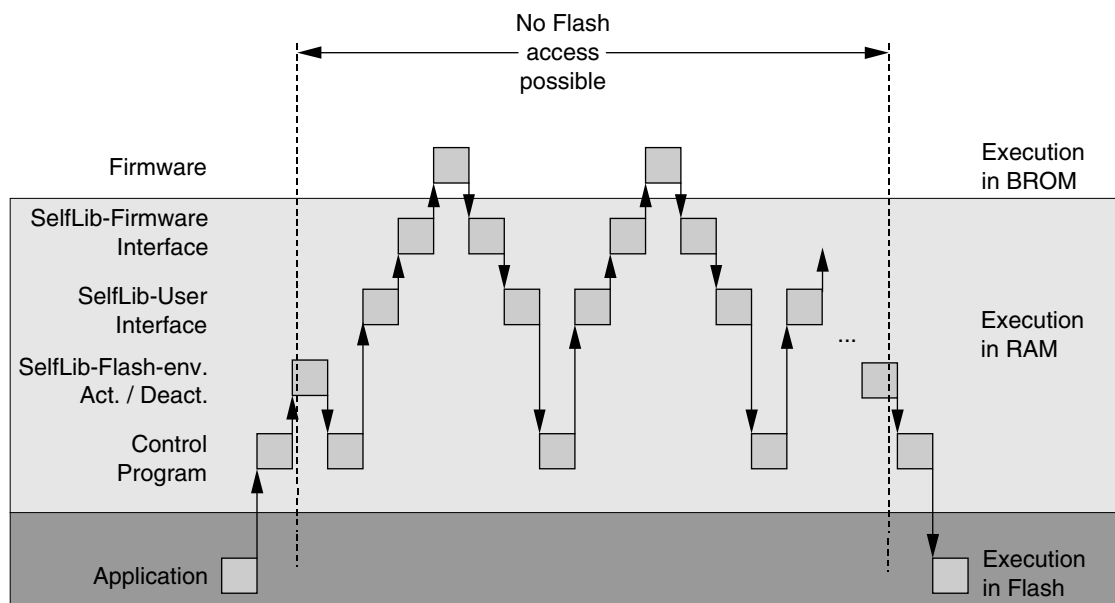 No Flash
access
possible
Firmware
Execution
in BROM
SelfLib-Firmware
Interface
SelfLib-User
Interface
Execution
in RAM
...
SelfLib-Flash-env.
Act. / Deact.
Control
Program
Application
Execution
in Flash